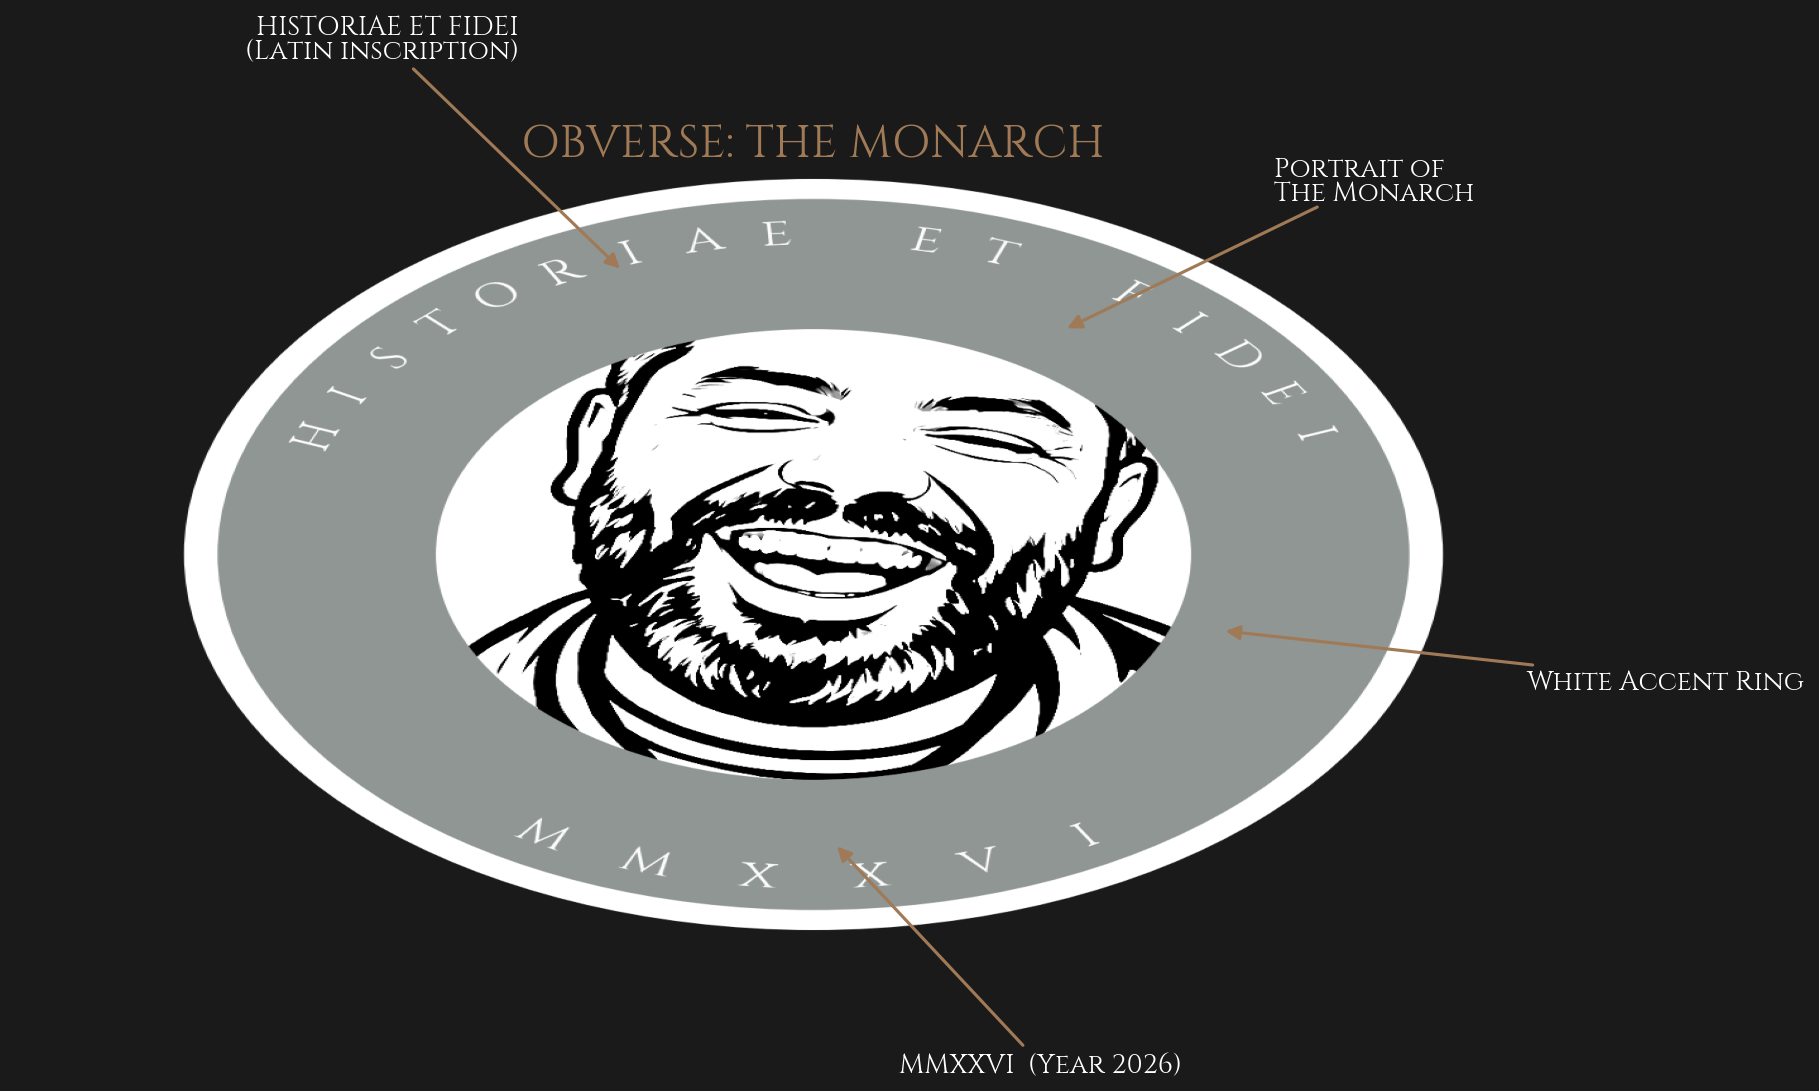 HISTORIAE ET FIDEI
(LATIN INSCRIPTION)
OBVERSE: THE MONARCH
PORTRAIT OF
THE MONARCH
HISTORIAE ET FIDEI
WHITE ACCENT RING
MMXXVI
MMXXVI (YEAR 2026)